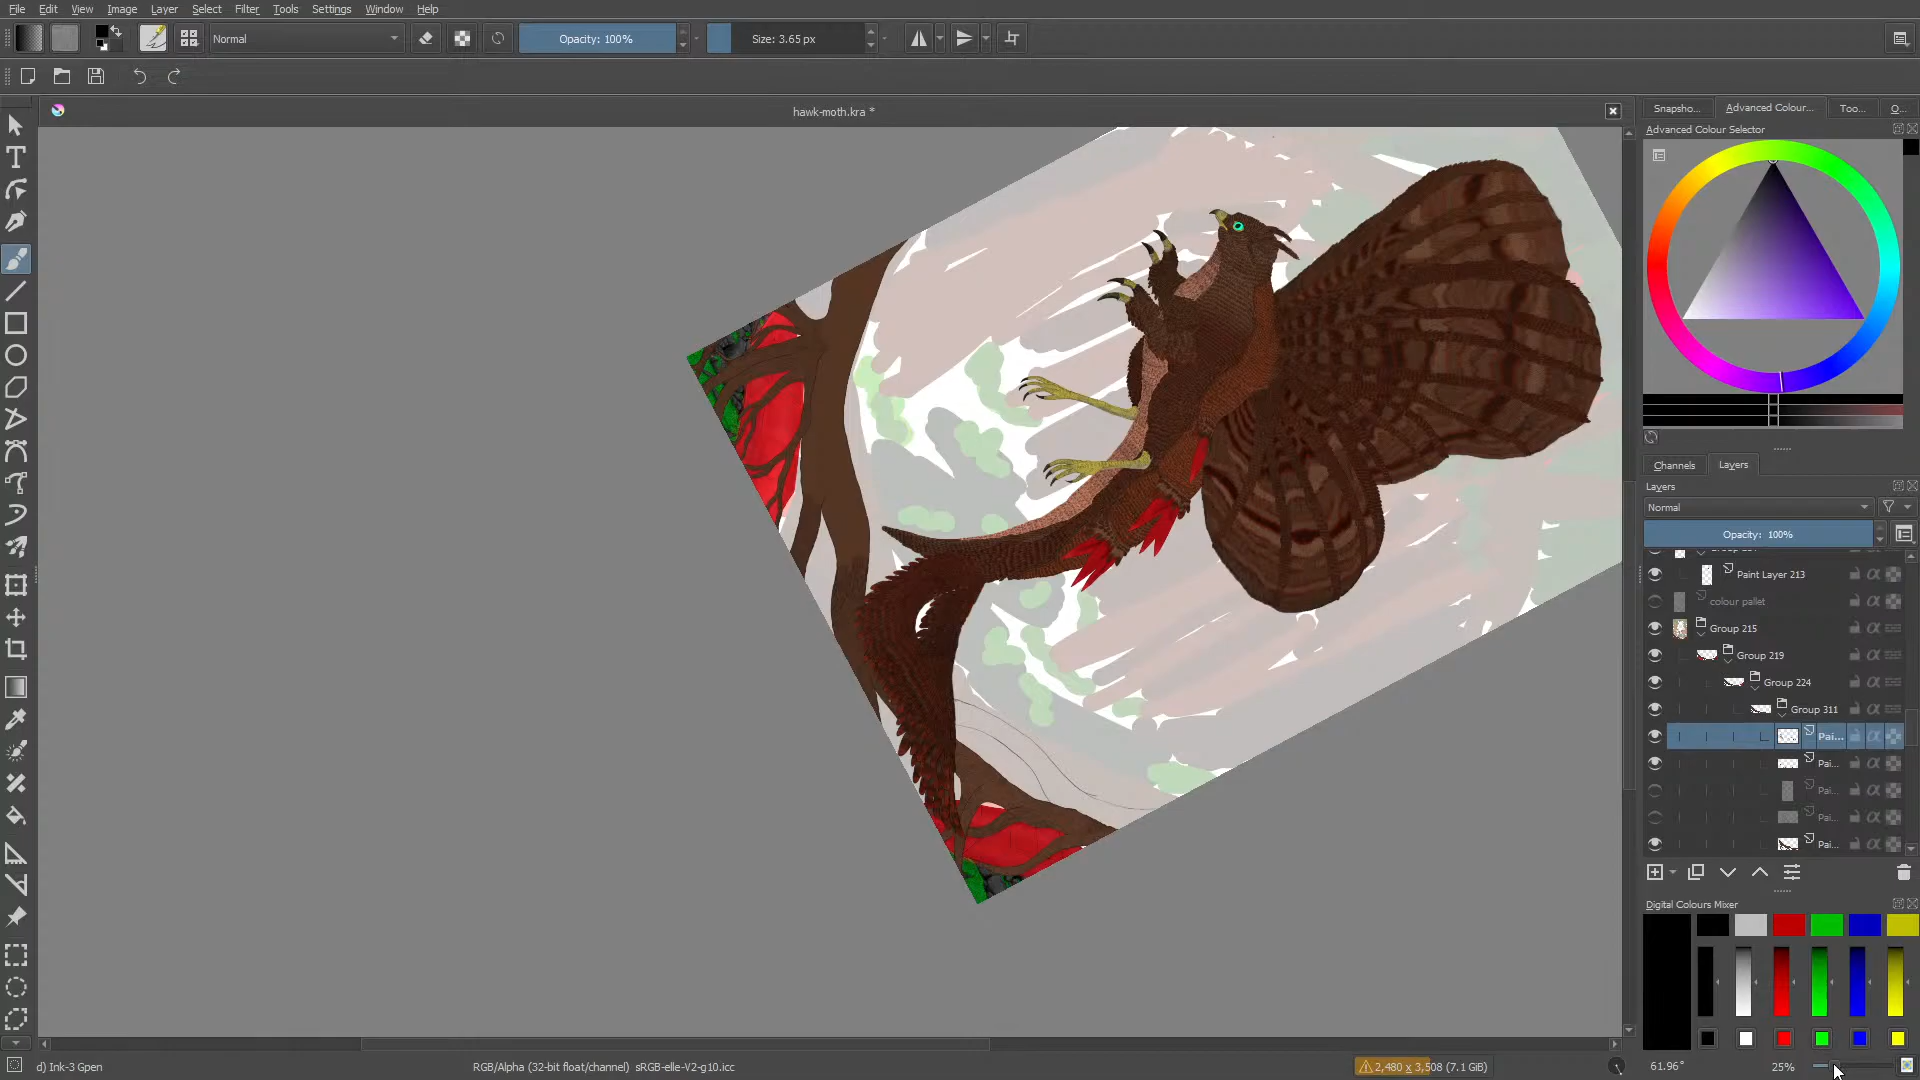 File Edit View Image Filter Layer Select Filter Tools Settings Window Help
Normal Opacity: 100% Size: 3.65 px
hawk-moth.kra *
Snapsho... Advanced Colour... Too... O...
Advanced Colour Selector
Channels Layers
Layers
Normal
Opacity: 100%
Paint Layer 213
colour pallet
Group 215
Group 219
Group 224
Group 311
Pai...
Pai...
Pai...
Pai...
Pai...
Digital Colours Mixer
d) Ink-3 Gpen RGB/Alpha (32-bit float/channel) sRGB-elle-V2-g10.icc 2,480 x 3,508 (7.1 GiB) 61.96° 25%